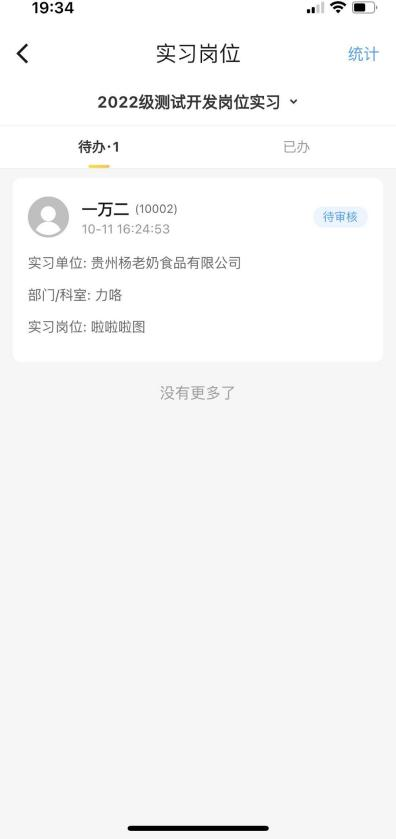 19:34
实习岗位
统计
2022级测试开发岗位实习
待办·1
已办
一万二 (10002)
10-11 16:24:53
待审核
实习单位: 贵州杨老奶食品有限公司
部门/科室: 力咯
实习岗位: 啦啦啦图
没有更多了